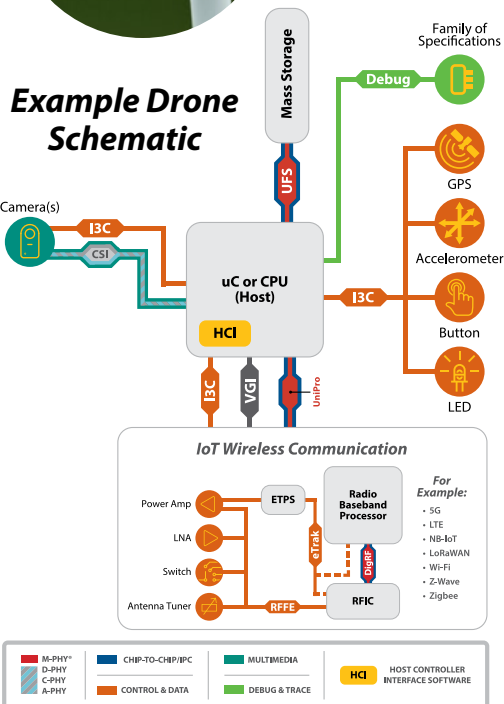 Family of
Specifications
Example Drone
Schematic
Mass Storage
Debug
UFS
GPS
Camera(s)
I3C
CSI
Accelerometer
uC or CPU
(Host)
I3C
HCI
Button
I3C
VGI
UniPro
LED
IoT Wireless Communication
Power Amp
ETPS
Radio
Baseband
Processor
For
Example:
• 5G
• LTE
• NB-IoT
• LoRaWAN
• Wi-Fi
• Z-Wave
• Zigbee
LNA
eTrak
DigRF
Switch
Antenna Tuner
RFFE
RFIC
M-PHY®
D-PHY
C-PHY
A-PHY
CHIP-TO-CHIP/IPC
CONTROL & DATA
MULTIMEDIA
DEBUG & TRACE
HCI
HOST CONTROLLER
INTERFACE SOFTWARE